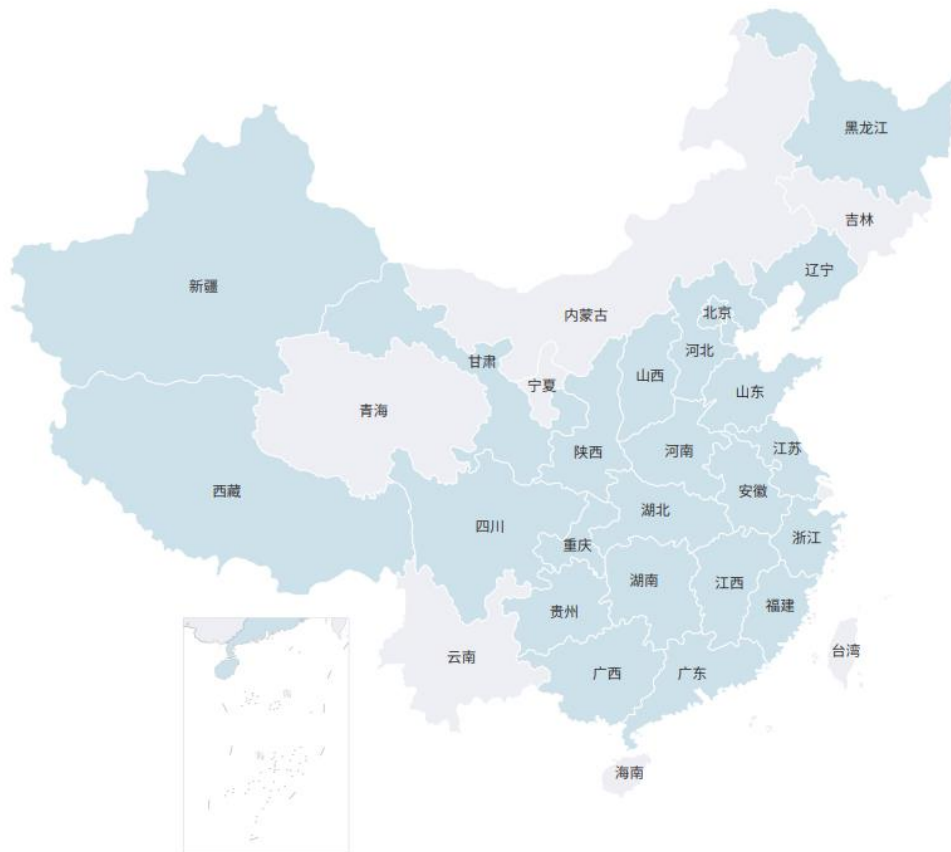 黑龙江
吉林
辽宁
新疆
北京
内蒙古
河北
甘肃
山西
宁夏
山东
青海
陕西
河南
江苏
西藏
安徽
湖北
四川
浙江
重庆
湖南
江西
福建
贵州
台湾
云南
广西
广东
海南